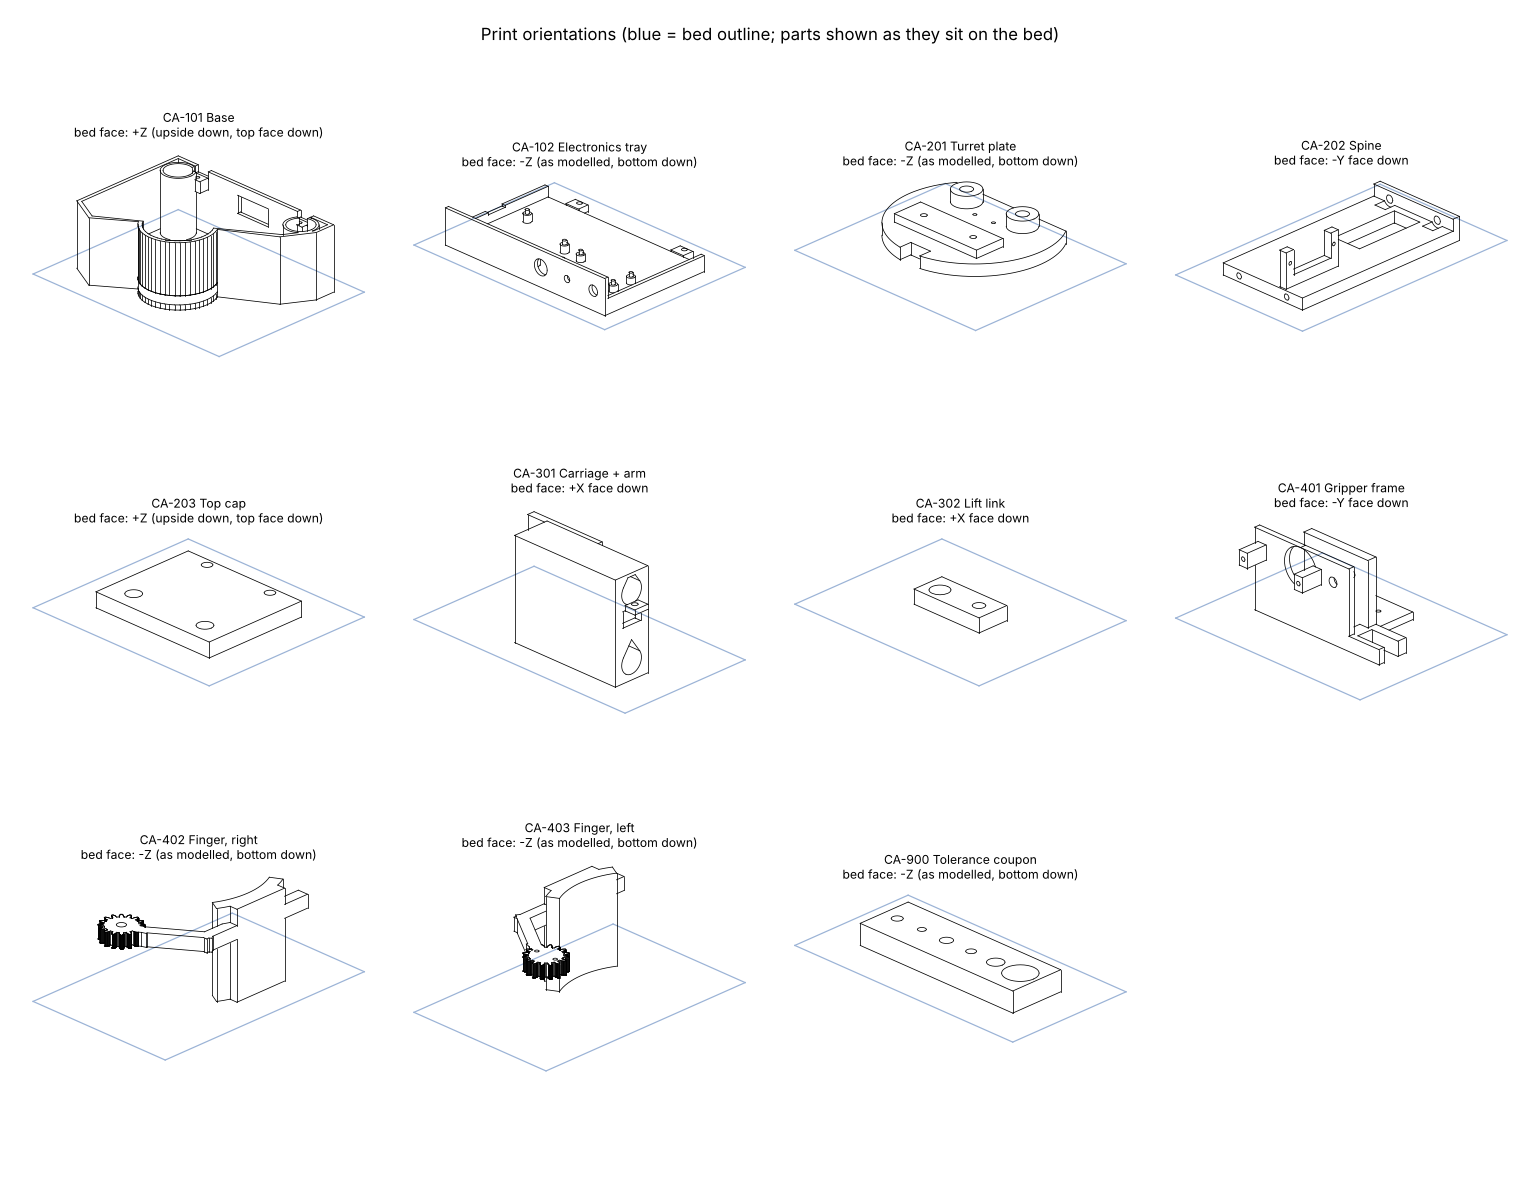 Print orientations (blue = bed outline; parts shown as they sit on the bed)
CA-101 Base
bed face: +Z (upside down, top face down)
CA-102 Electronics tray
bed face: -Z (as modelled, bottom down)
CA-201 Turret plate
bed face: -Z (as modelled, bottom down)
CA-202 Spine
bed face: -Y face down
CA-203 Top cap
bed face: +Z (upside down, top face down)
CA-301 Carriage + arm
bed face: +X face down
CA-302 Lift link
bed face: +X face down
CA-401 Gripper frame
bed face: -Y face down
CA-402 Finger, right
bed face: -Z (as modelled, bottom down)
CA-403 Finger, left
bed face: -Z (as modelled, bottom down)
CA-900 Tolerance coupon
bed face: -Z (as modelled, bottom down)